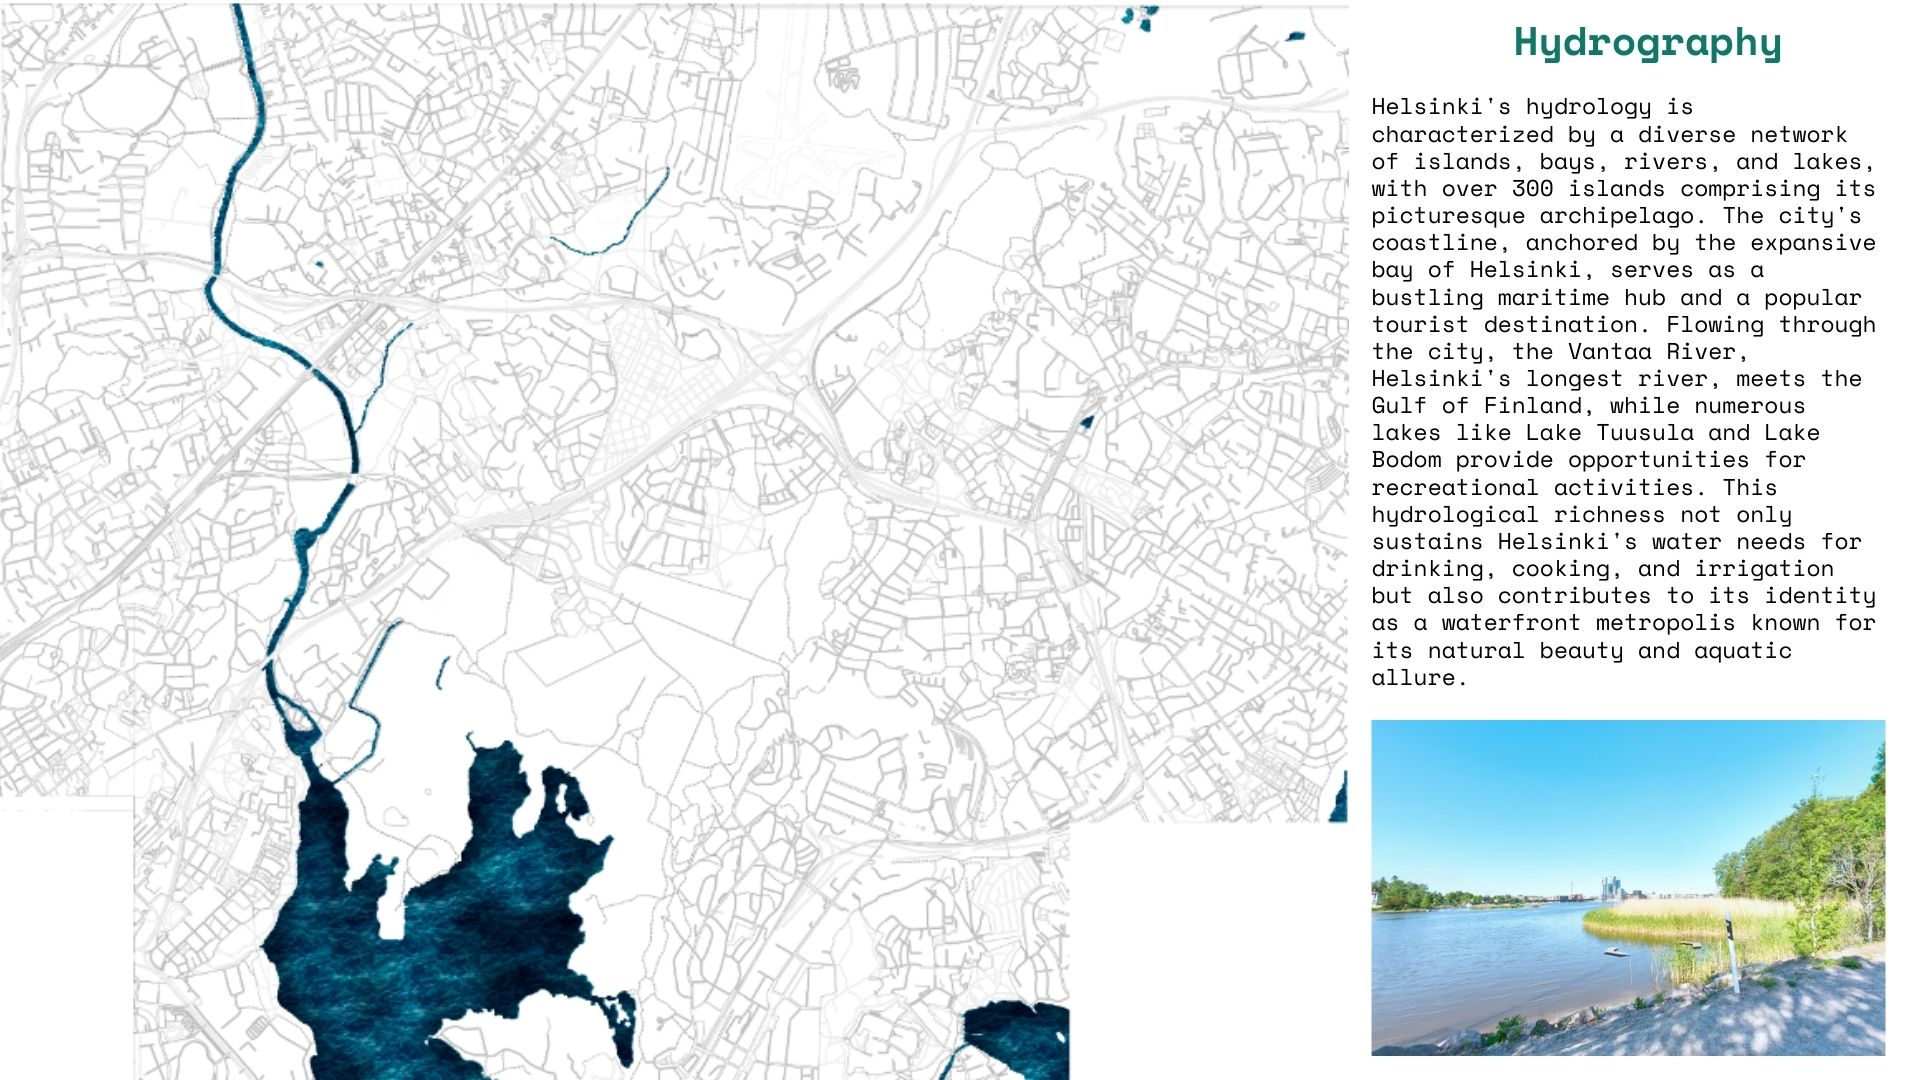 Hydrography
Helsinki's hydrology is
characterized by a diverse network
of islands, bays, rivers, and lakes,
with over 300 islands comprising its
picturesque archipelago. The city's
coastline, anchored by the expansive
bay of Helsinki, serves as a
bustling maritime hub and a popular
tourist destination. Flowing through
the city, the Vantaa River,
Helsinki's longest river, meets the
Gulf of Finland, while numerous
lakes like Lake Tuusula and Lake
Bodom provide opportunities for
recreational activities. This
hydrological richness not only
sustains Helsinki's water needs for
drinking, cooking, and irrigation
but also contributes to its identity
as a waterfront metropolis known for
its natural beauty and aquatic
allure.